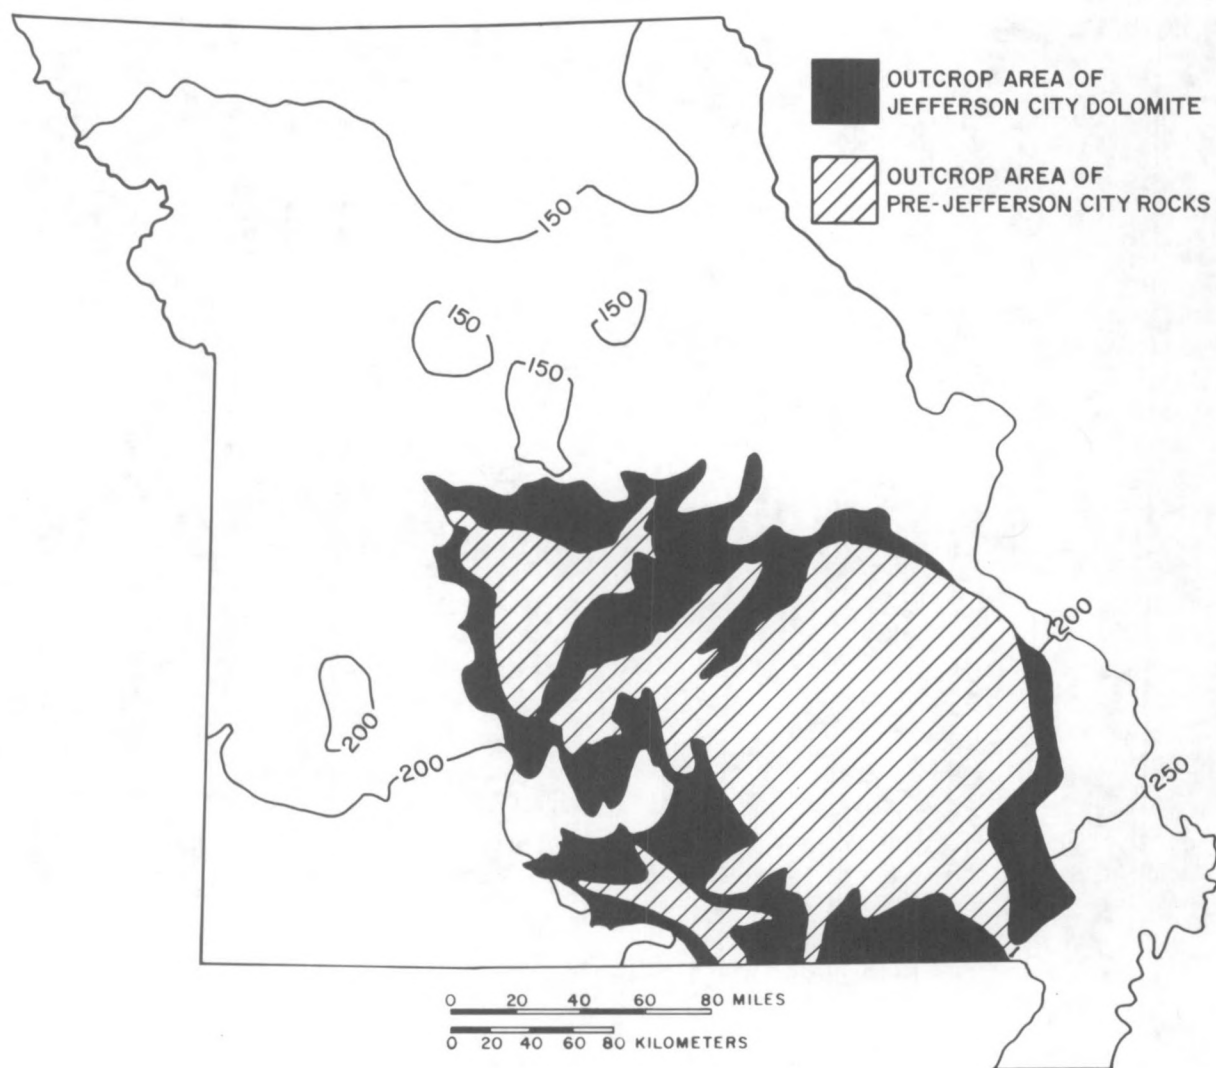 OUTCROP AREA OF
JEFFERSON CITY DOLOMITE
OUTCROP AREA OF
PRE-JEFFERSON CITY ROCKS
150
150
150
150
200
200
200
250
0 20 40 60 80 MILES
0 20 40 60 80 KILOMETERS